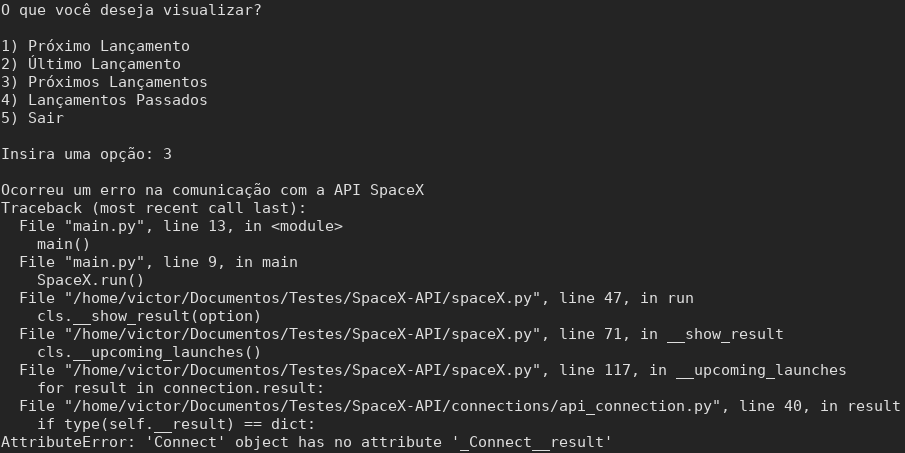 O que você deseja visualizar?
1) Próximo Lançamento
2) Último Lançamento
3) Próximos Lançamentos
4) Lançamentos Passados
5) Sair
Insira uma opção: 3
Ocorreu um erro na comunicação com a API SpaceX
Traceback (most recent call last):
  File "main.py", line 13, in <module>
    main()
  File "main.py", line 9, in main
    SpaceX.run()
  File "/home/victor/Documentos/Testes/SpaceX-API/spaceX.py", line 47, in run
    cls.__show_result(option)
  File "/home/victor/Documentos/Testes/SpaceX-API/spaceX.py", line 71, in __show_result
    cls.__upcoming_launches()
  File "/home/victor/Documentos/Testes/SpaceX-API/spaceX.py", line 117, in __upcoming_launches
    for result in connection.result:
  File "/home/victor/Documentos/Testes/SpaceX-API/connections/api_connection.py", line 40, in result
    if type(self.__result) == dict:
AttributeError: 'Connect' object has no attribute '_Connect__result'